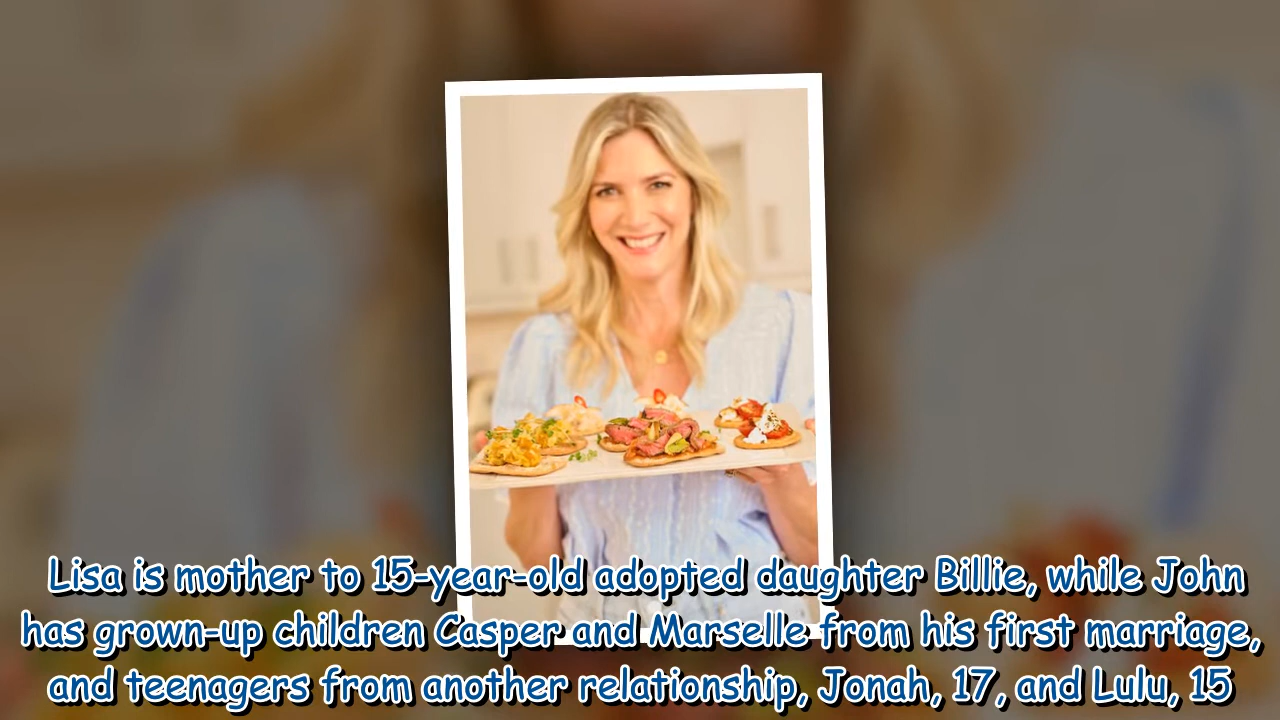 Lisa is mother to 15-year-old adopted daughter Billie, while John
has grown-up children Casper and Marselle from his first marriage,
and teenagers from another relationship, Jonah, 17, and Lulu, 15